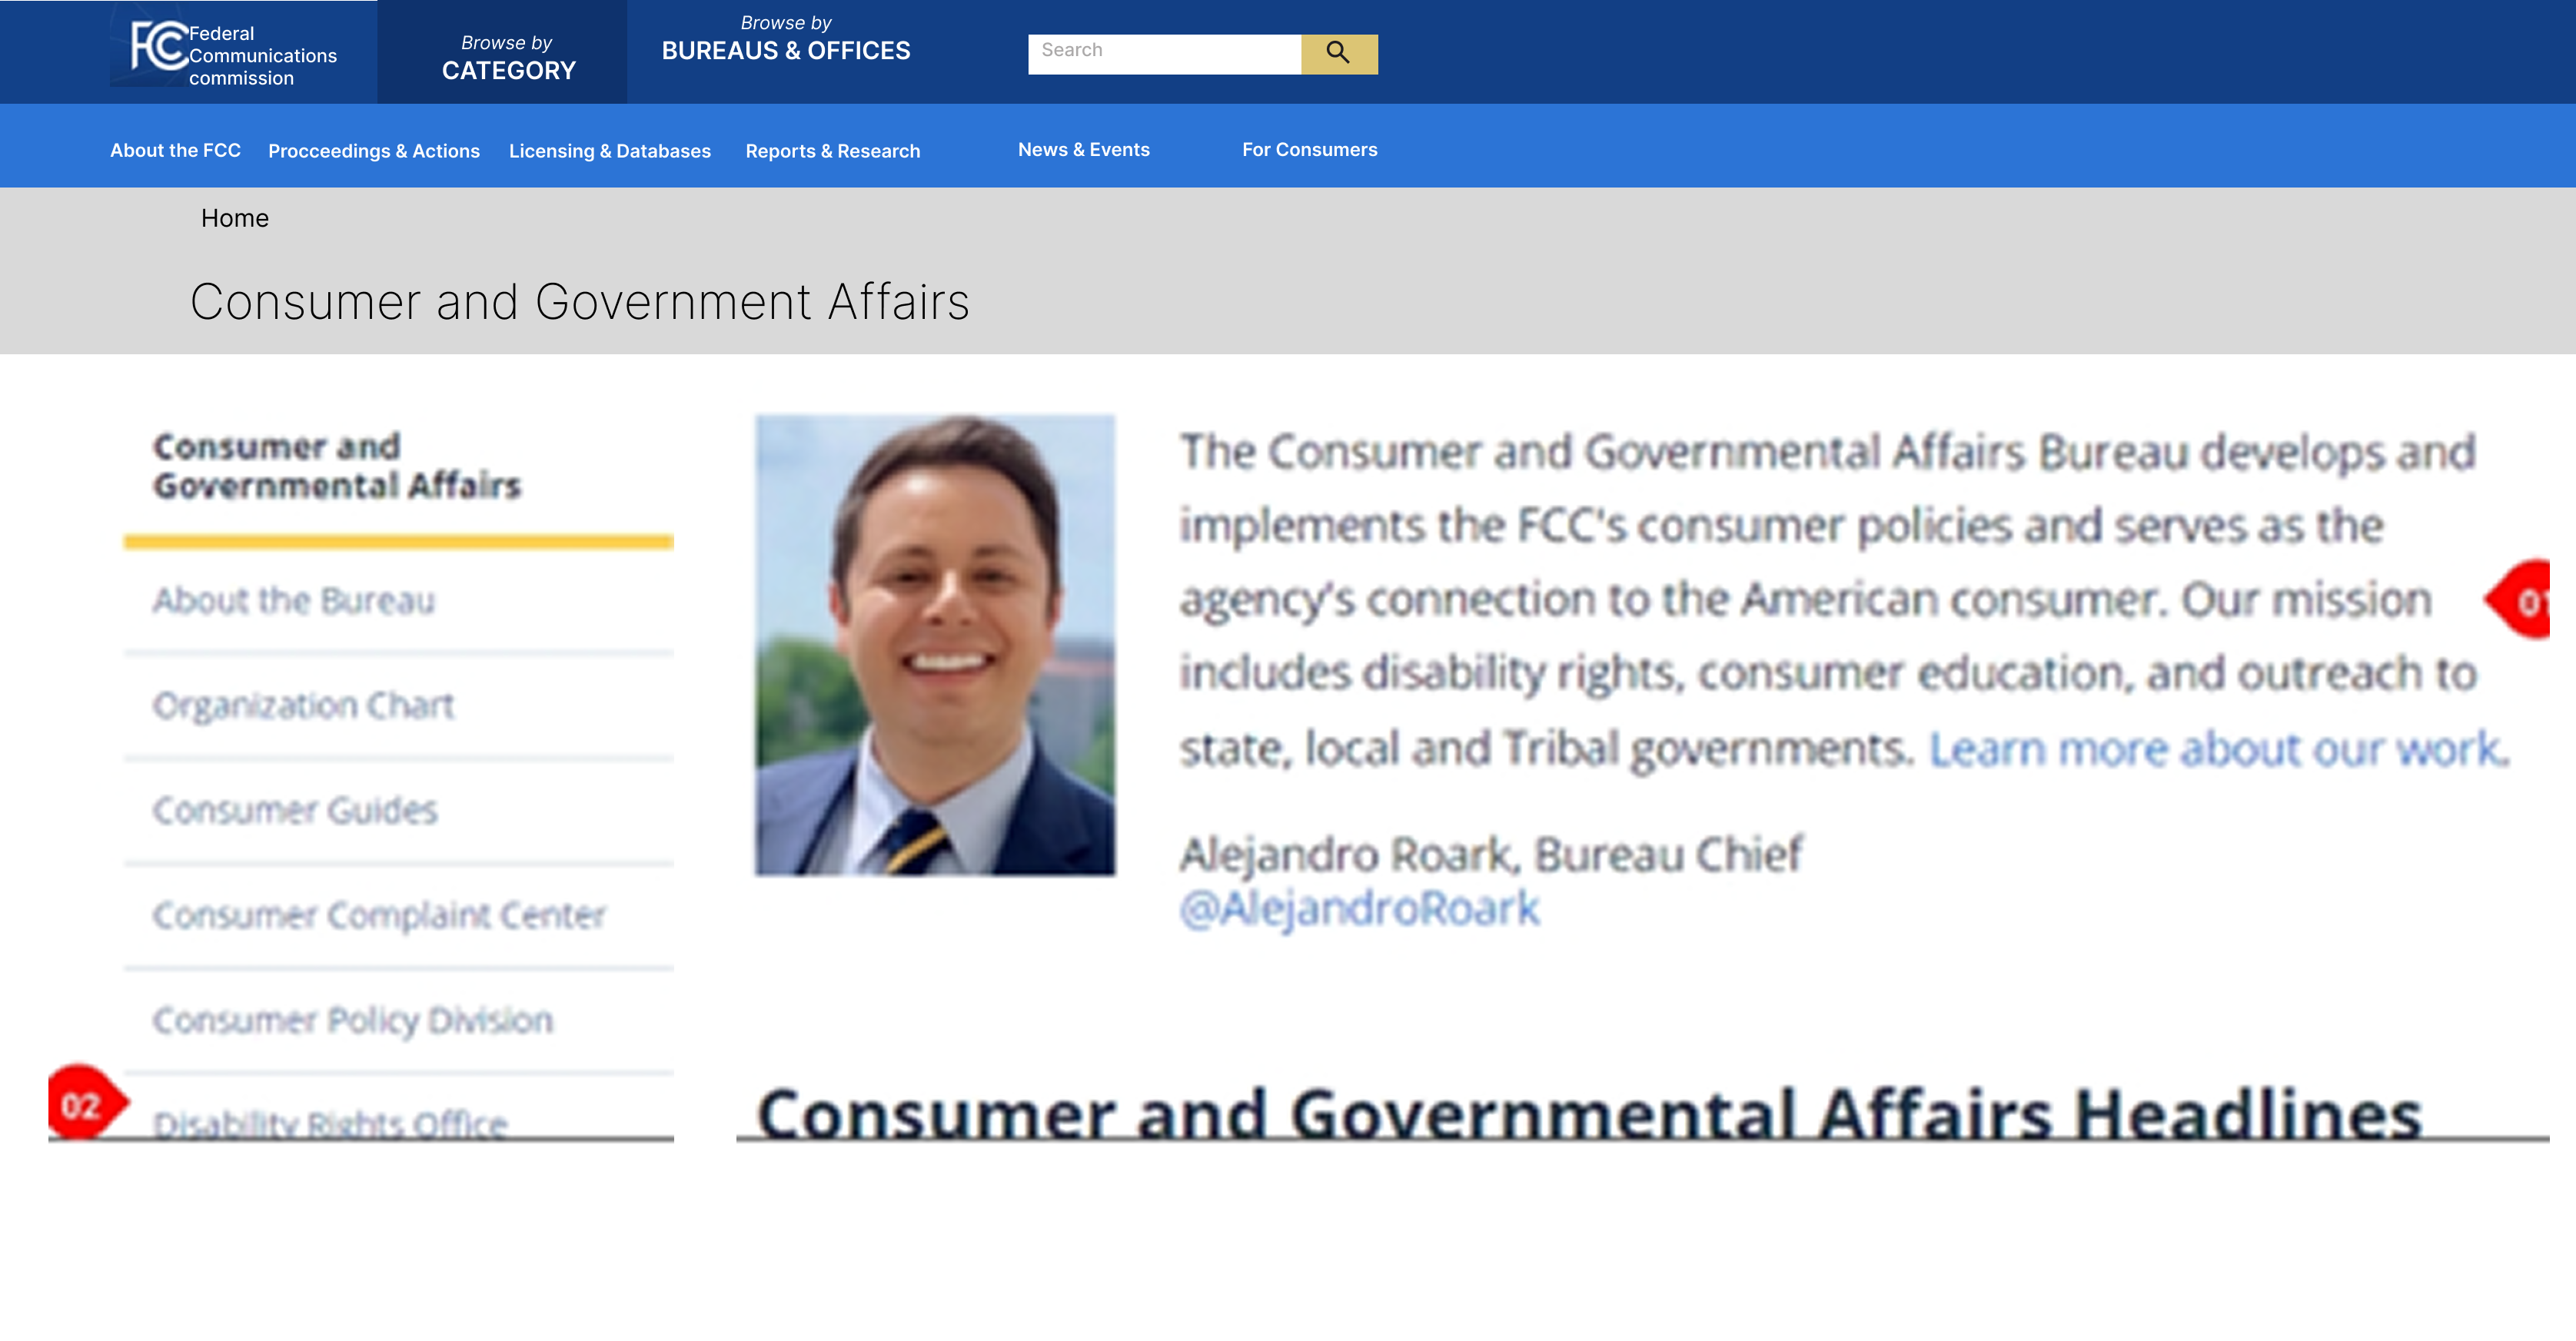 FCC
Federal
Communications
commission
Browse by
CATEGORY
Browse by
BUREAUS & OFFICES
Search
About the FCC
Procceedings & Actions
Licensing & Databases
Reports & Research
News & Events
For Consumers
Home
Consumer and Government Affairs
Consumer and
Governmental Affairs
About the Bureau
Organization Chart
Consumer Guides
Consumer Complaint Center
Consumer Policy Division
02
Disability Rights Office
The Consumer and Governmental Affairs Bureau develops and
implements the FCC's consumer policies and serves as the
agency's connection to the American consumer. Our mission
01
includes disability rights, consumer education, and outreach to
state, local and Tribal governments. Learn more about our work.
Alejandro Roark, Bureau Chief
@AlejandroRoark
Consumer and Governmental Affairs Headlines